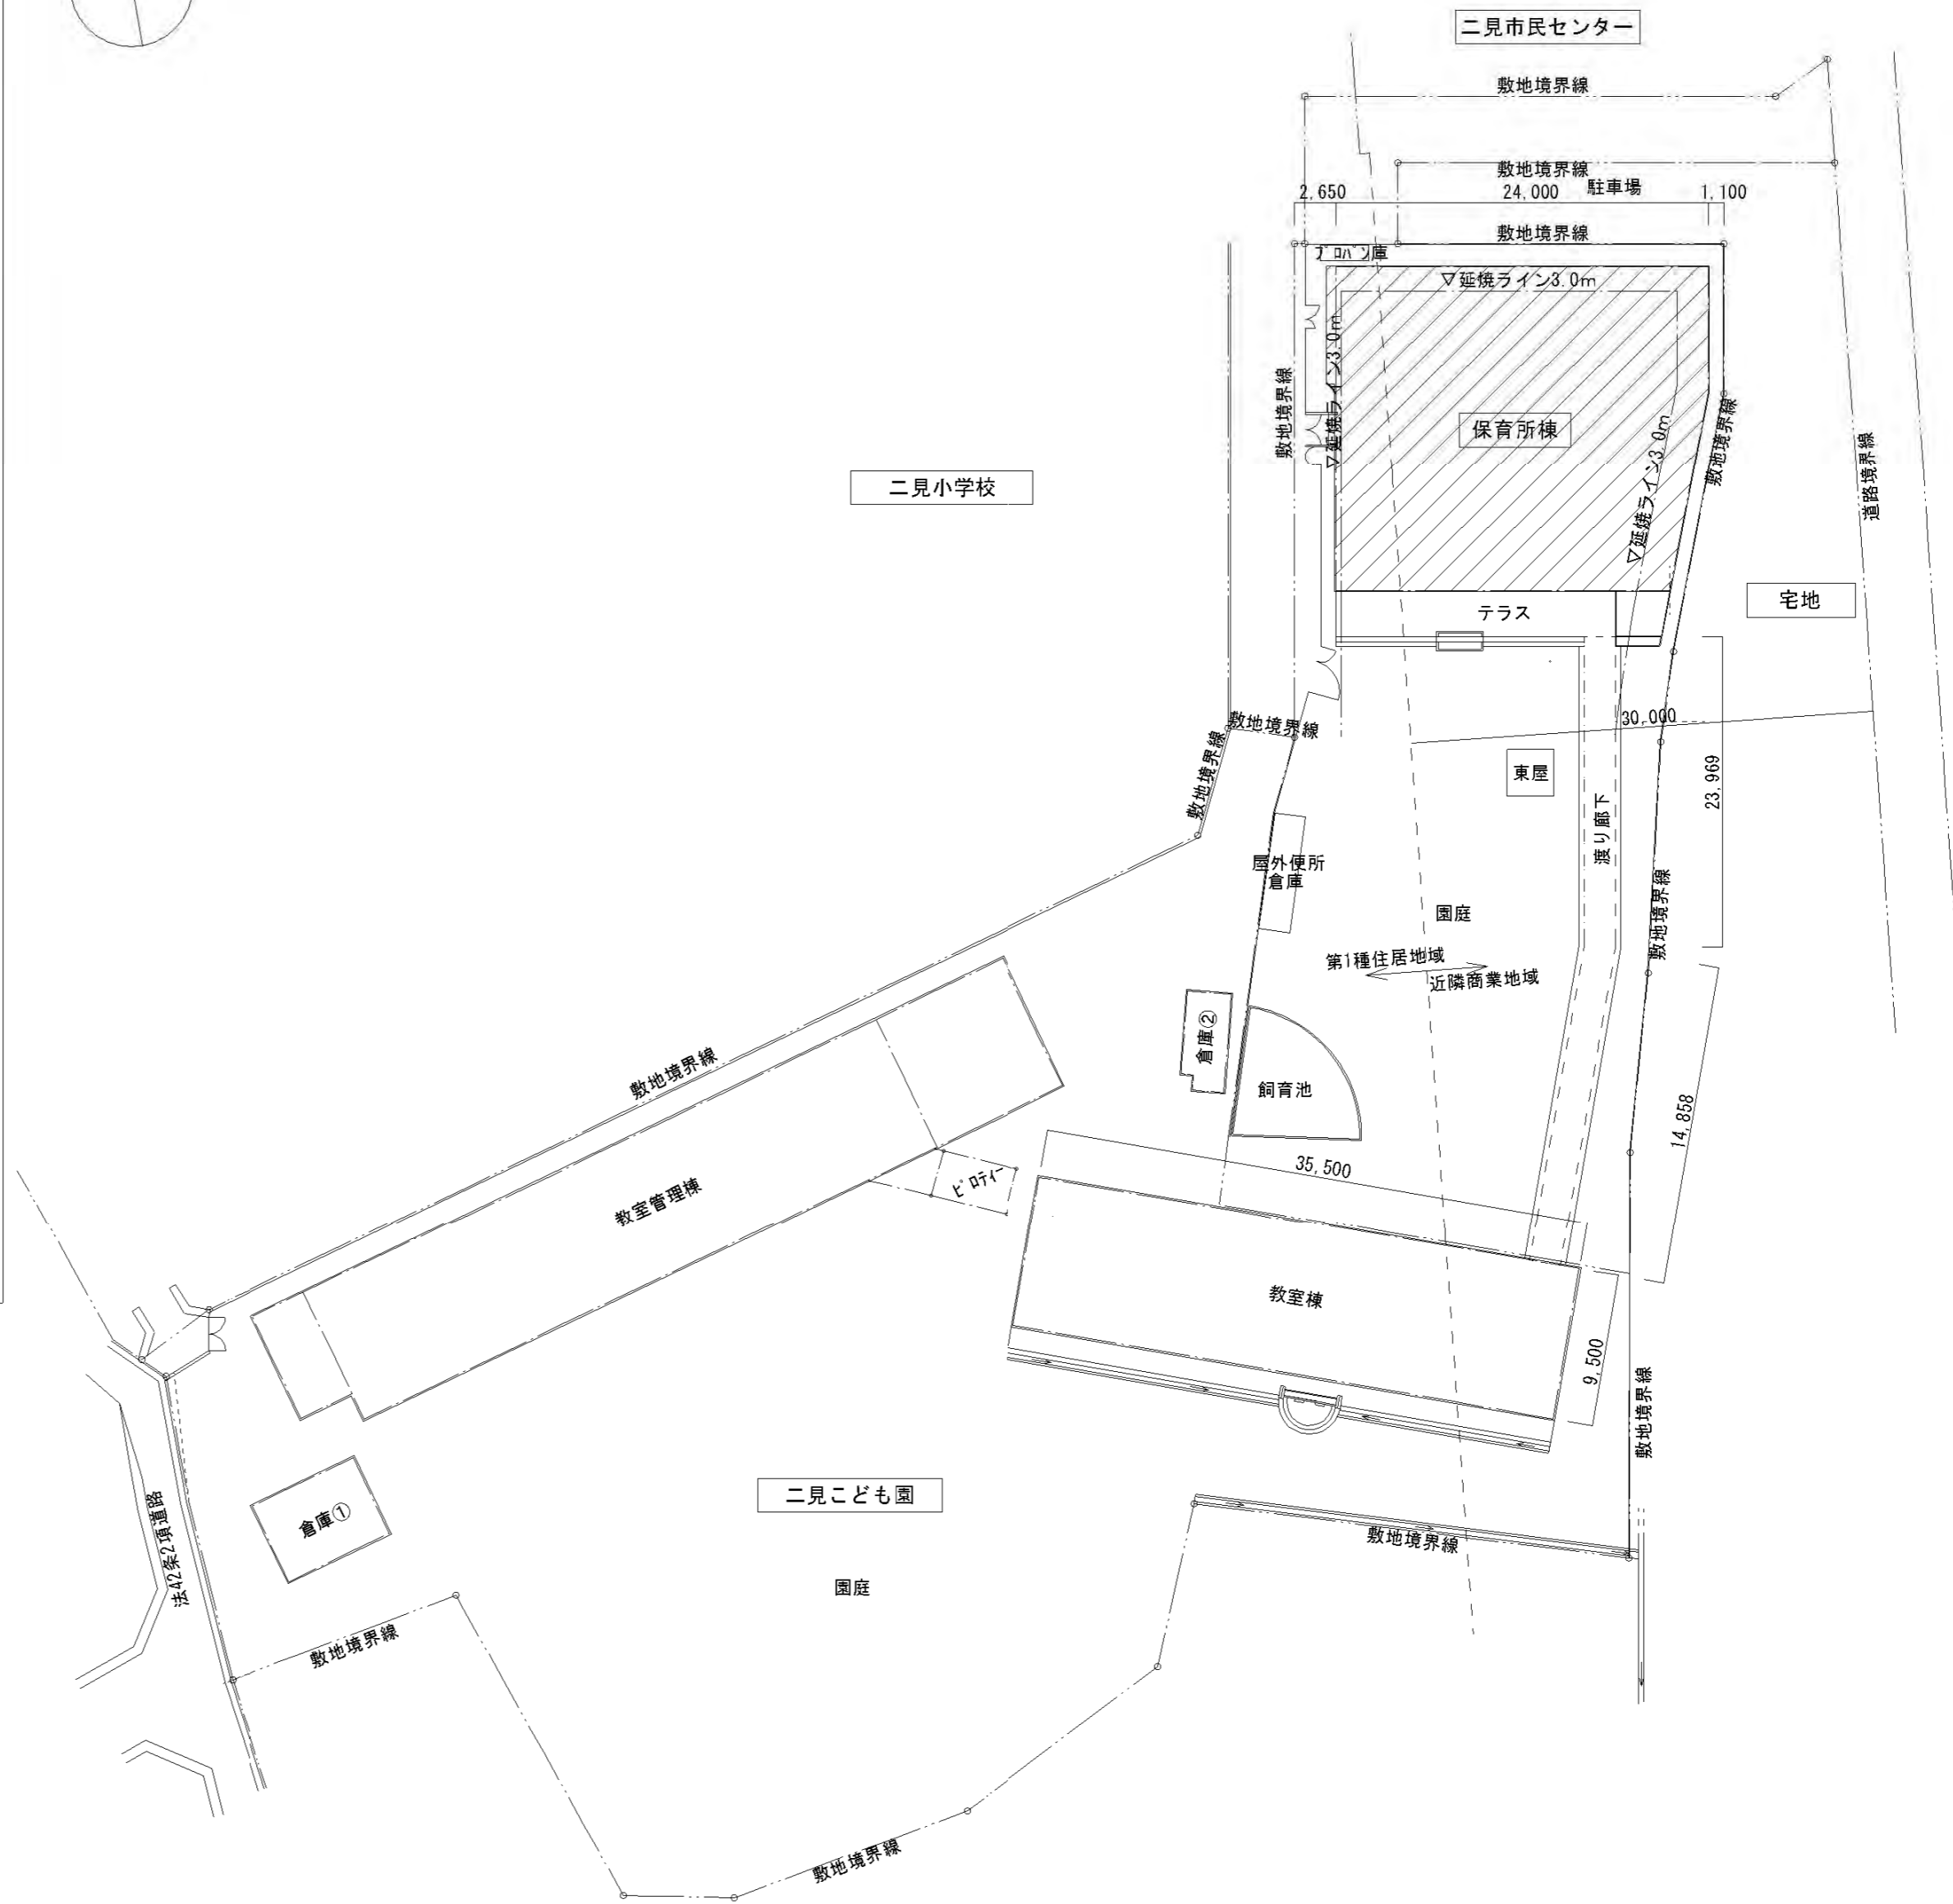 二見市民センター
敷地境界線
敷地境界線
2,650
24,000
駐車場
1,100
敷地境界線
プロパン庫
▽延焼ライン3.0m
▽延焼ライン3.0m
敷地境界線
保育所棟
▽延焼ライン3.0m
敷地境界線
道路境界線
二見小学校
宅地
テラス
敷地境界線
敷地境界線
30,000
東屋
23,969
渡り廊下
屋外便所
倉庫
敷地境界線
園庭
第1種住居地域
近隣商業地域
倉庫②
飼育池
敷地境界線
14,858
35,500
ピロティー
教室管理棟
教室棟
9,500
敷地境界線
二見こども園
倉庫①
法42条2項道路
敷地境界線
園庭
敷地境界線
敷地境界線